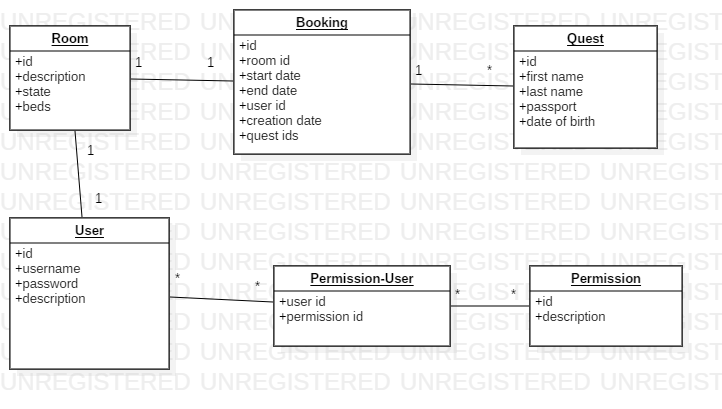 Room
+id
+description
+state
+beds
1
1
Booking
+id
+room id
+start date
+end date
+user id
+creation date
+quest ids
1
*
Quest
+id
+first name
+last name
+passport
+date of birth
1
1
User
+id
+username
+password
+description
*
*
Permission-User
+user id
+permission id
*
*
Permission
+id
+description
UNREGISTERED UNREGISTERED UNREGISTERED UNREGIST